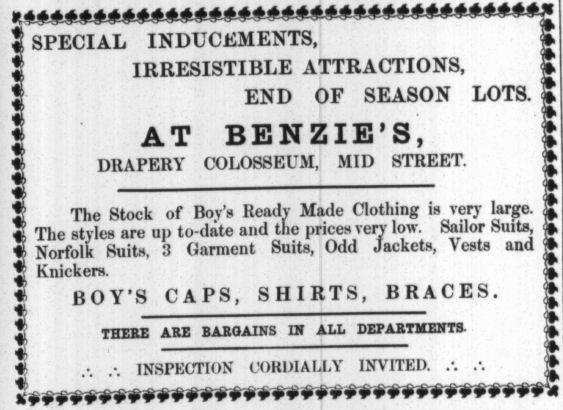 SPECIAL INDUCEMENTS,
IRRESISTIBLE ATTRACTIONS,
END OF SEASON LOTS.
AT BENZIE'S,
DRAPERY COLOSSEUM, MID STREET.
The Stock of Boy's Ready Made Clothing is very large.
The styles are up to-date and the prices very low. Sailor Suits,
Norfolk Suits, 3 Garment Suits, Odd Jackets, Vests and
Knickers.
BOY'S CAPS, SHIRTS, BRACES.
THERE ARE BARGAINS IN ALL DEPARTMENTS.
∴ ∴ INSPECTION CORDIALLY INVITED. ∴ ∴